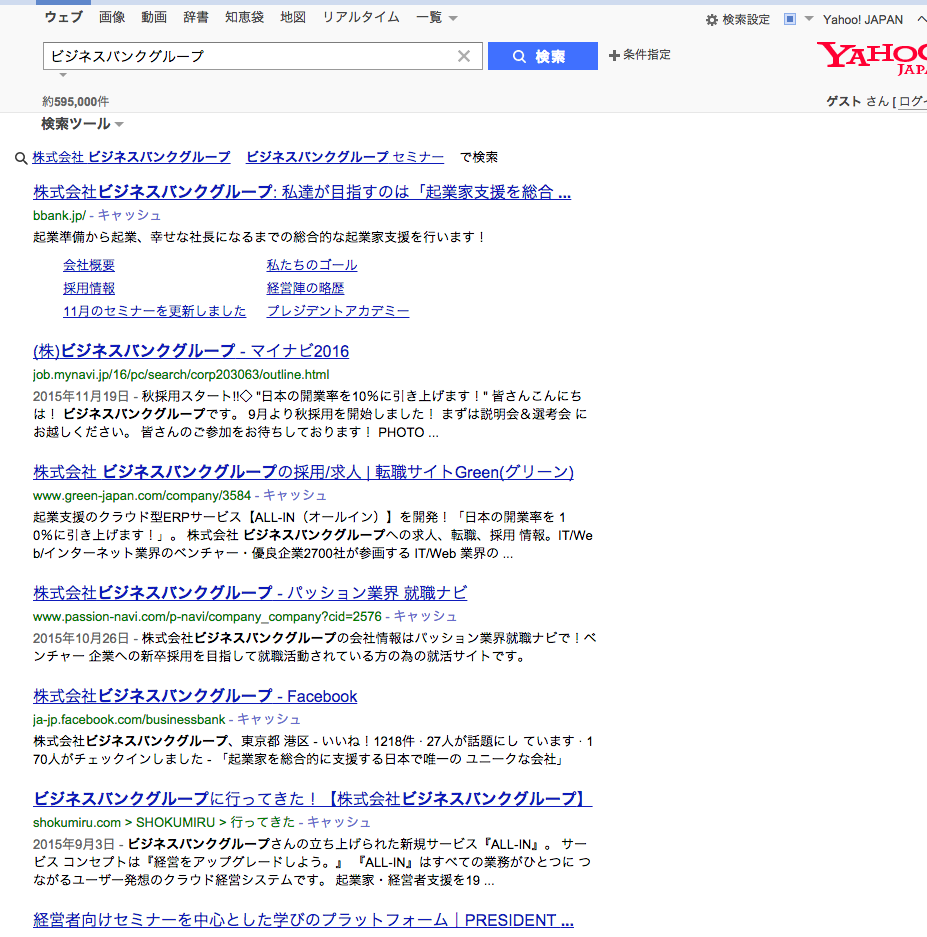 ウェブ 画像 動画 辞書 知恵袋 地図 リアルタイム 一覧 検索設定 Yahoo! JAPAN ヘ
ビジネスバンクグループ 検索 条件指定 YAHOO
JAPA
約595,000件 ゲスト さん [ ログイ
検索ツール
株式会社 ビジネスバンクグループ ビジネスバンクグループ セミナー で検索
株式会社ビジネスバンクグループ: 私達が目指すのは「起業家支援を総合 ...
bbank.jp/ - キャッシュ
起業準備から起業、幸せな社長になるまでの総合的な起業家支援を行います！
会社概要 私たちのゴール
採用情報 経営陣の略歴
11月のセミナーを更新しました プレジデントアカデミー
(株)ビジネスバンクグループ - マイナビ2016
job.mynavi.jp/16/pc/search/corp203063/outline.html
2015年11月19日 - 秋採用スタート!!◇ "日本の開業率を10％に引き上げます！" 皆さんこんにち
は！ ビジネスバンクグループです。 9月より秋採用を開始しました！ まずは説明会＆選考会 に
お越しください。 皆さんのご参加をお待ちしております！ PHOTO ...
株式会社 ビジネスバンクグループの採用/求人 | 転職サイトGreen(グリーン)
www.green-japan.com/company/3584 - キャッシュ
起業支援のクラウド型ERPサービス【ALL-IN（オールイン）】を開発！「日本の開業率を 1
0％に引き上げます！」。 株式会社 ビジネスバンクグループへの求人、転職、採用 情報。IT/We
b/インターネット業界のベンチャー・優良企業2700社が参画する IT/Web 業界の ...
株式会社ビジネスバンクグループ - パッション業界 就職ナビ
www.passion-navi.com/p-navi/company_company?cid=2576 - キャッシュ
2015年10月26日 - 株式会社ビジネスバンクグループの会社情報はパッション業界就職ナビで！ベ
ンチャー 企業への新卒採用を目指して就職活動されている方の為の就活サイトです。
株式会社ビジネスバンクグループ - Facebook
ja-jp.facebook.com/businessbank - キャッシュ
株式会社ビジネスバンクグループ、東京都 港区 - いいね！1218件 · 27人が話題にし ています · 1
70人がチェックインしました - 「起業家を総合的に支援する日本で唯一の ユニークな会社」
ビジネスバンクグループに行ってきた！【株式会社ビジネスバンクグループ】
shokumiru.com > SHOKUMIRU > 行ってきた - キャッシュ
2015年9月3日 - ビジネスバンクグループさんの立ち上げられた新規サービス『ALL-IN』。 サー
ビス コンセプトは『経営をアップグレードしよう。』 『ALL-IN』はすべての業務がひとつに つ
ながるユーザー発想のクラウド経営システムです。 起業家・経営者支援を19 ...
経営者向けセミナーを中心とした学びのプラットフォーム｜PRESIDENT ...